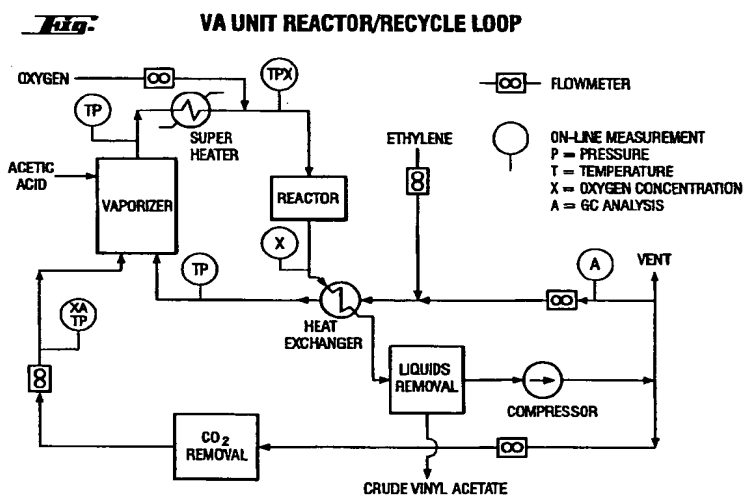 Fig.
VA UNIT REACTOR/RECYCLE LOOP
OXYGEN
TPX
FLOWMETER
TP
SUPER
HEATER
ETHYLENE
ON-LINE MEASUREMENT
P = PRESSURE
T = TEMPERATURE
X = OXYGEN CONCENTRATION
A = GC ANALYSIS
ACETIC
ACID
VAPORIZER
REACTOR
X
TP
A
VENT
XA
TP
HEAT
EXCHANGER
LIQUIDS
REMOVAL
COMPRESSOR
CO2
REMOVAL
CRUDE VINYL ACETATE